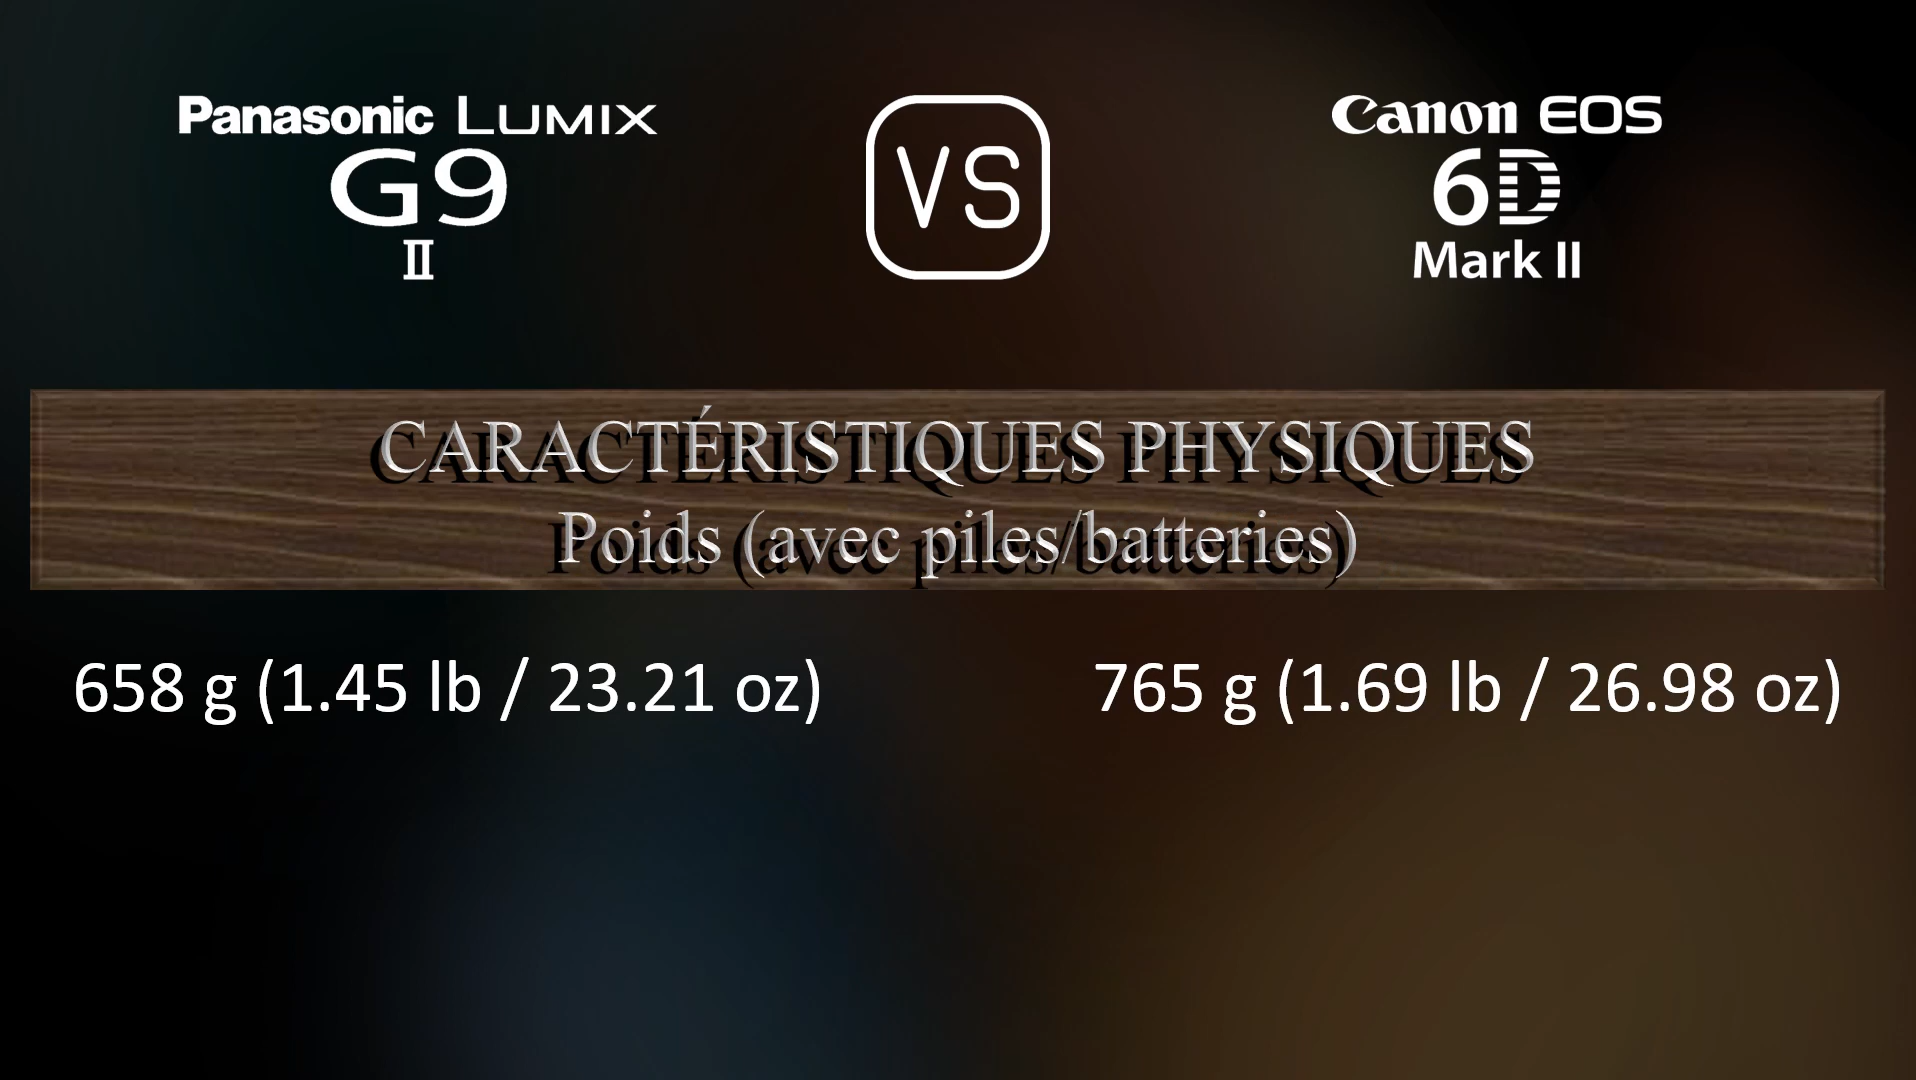 Panasonic LUMIX
G9
II
VS
Canon EOS
6D
Mark II
CARACTÉRISTIQUES PHYSIQUES
Poids (avec piles/batteries)
658 g (1.45 lb / 23.21 oz)
765 g (1.69 lb / 26.98 oz)